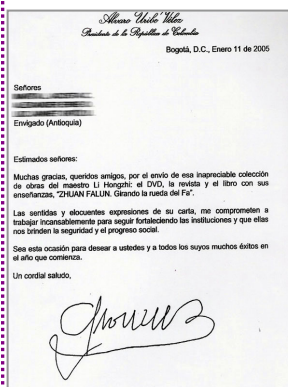 Álvaro Uribe Vélez
Presidente de la República de Colombia
Bogotá, D.C., Enero 11 de 2005
Señores
Envigado (Antioquia)
Estimados señores:
Muchas gracias, queridos amigos, por el envio de esa inapreciable colección
de obras del maestro Li Hongzhi: el DVD, la revista y el libro con sus
enseñanzas, "ZHUAN FALUN. Girando la rueda del Fa".
Las sentidas y elocuentes expresiones de su carta, me comprometen a
trabajar incansablemente para seguir fortaleciendo las instituciones y que ellas
nos brinden la seguridad y el progreso social.
Sea esta ocasión para desear a ustedes y a todos los suyos muchos éxitos en
el año que comienza.
Un cordial saludo,